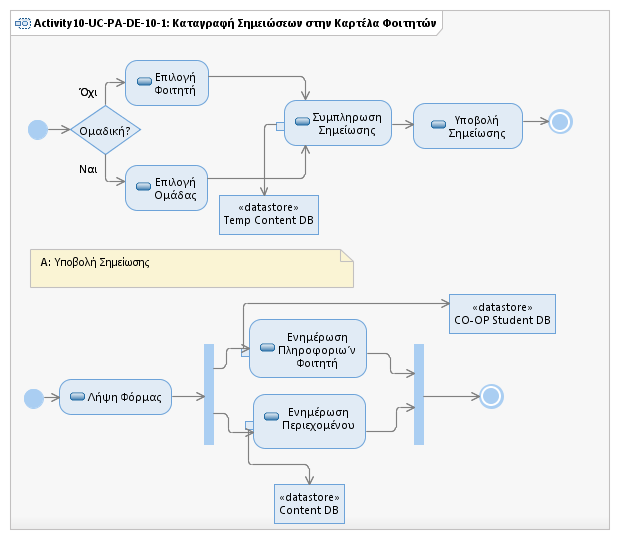 Activity10-UC-PA-DE-10-1: Καταγραφή Σημειώσεων στην Καρτέλα Φοιτητών
Όχι
Επιλογή
Φοιτητή
Ομαδική?
Συμπληρωση
Σημείωσης
Υποβολή
Σημείωσης
Ναι
Επιλογή
Ομάδας
«datastore»
Temp Content DB
A: Υποβολή Σημείωσης
«datastore»
CO-OP Student DB
Ενημέρωση
Πληροφοριω΄ν
Φοιτητή
Λήψη Φόρμας
Ενημέρωση
Περιεχομένου
«datastore»
Content DB